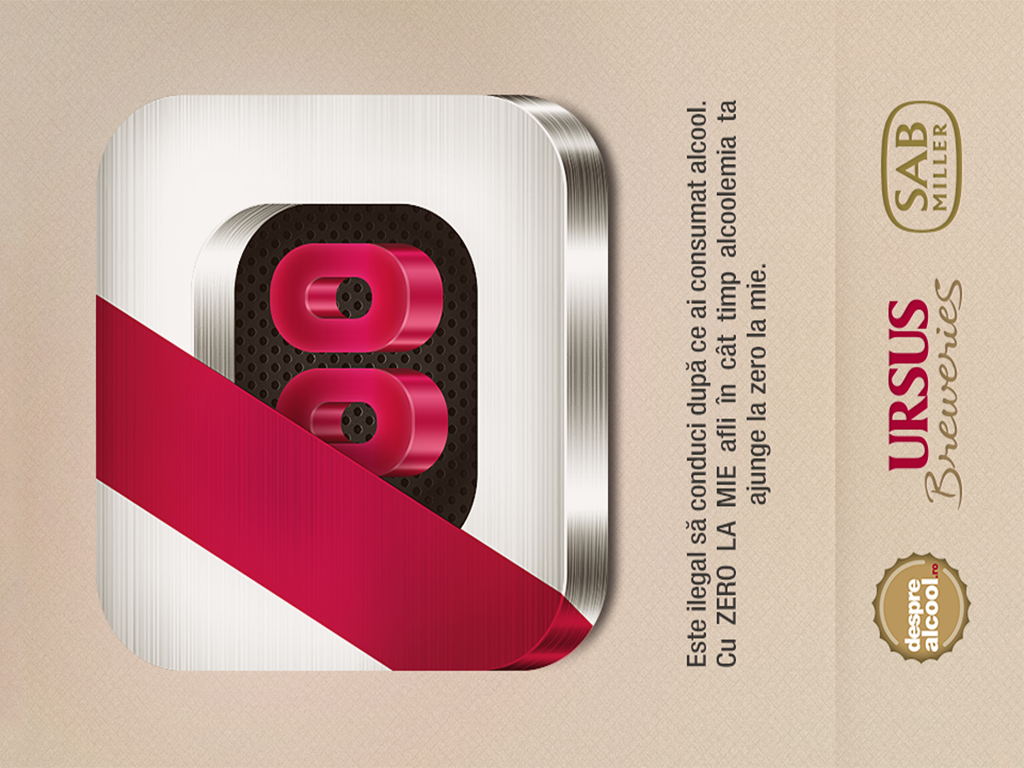 00
Este ilegal să conduci după ce ai consumat alcool.
Cu ZERO LA MIE afli în cât timp alcoolemia ta
ajunge la zero la mie.
despre
alcool.ro
URSUS
Breweries
SAB
MILLER